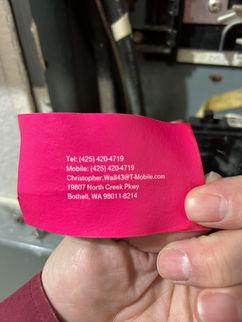 Tel: (425) 420-4719
Mobile: (425) 420-4719
Christopher.Wall43@T-Mobile.com
19807 North Creek Pkwy
Bothell, WA 98011-8214